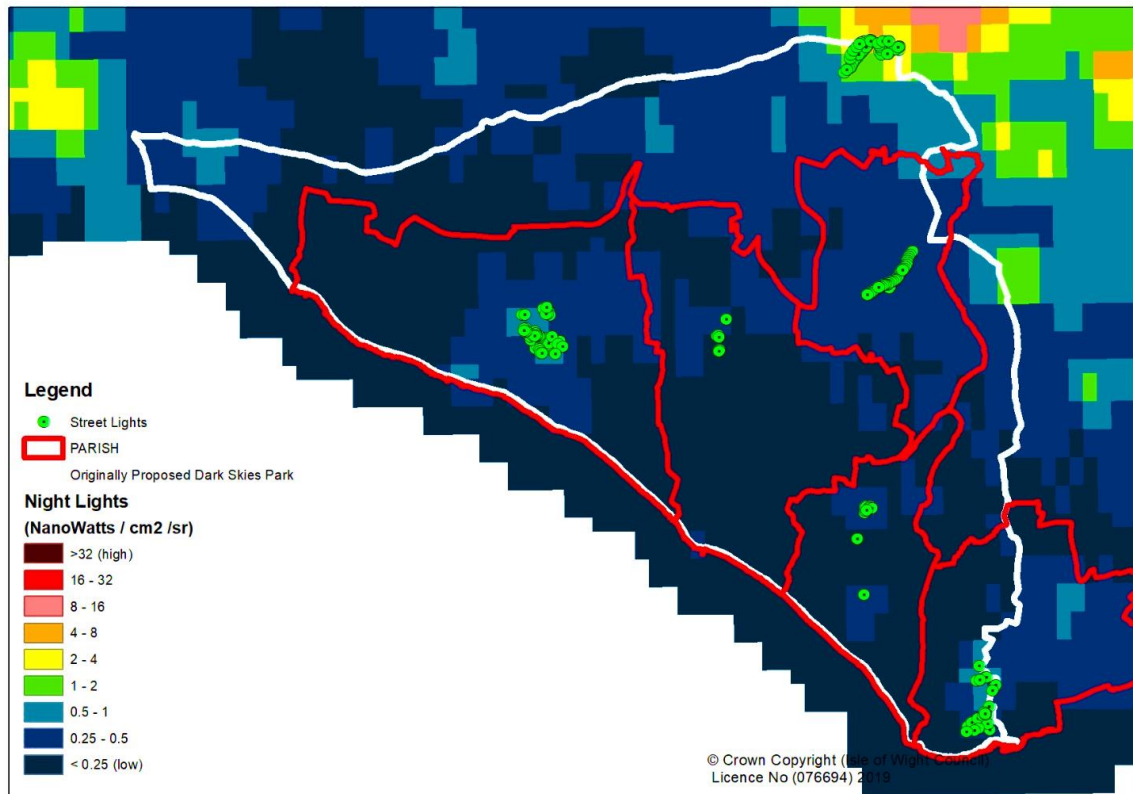 Legend
Street Lights
PARISH
Originally Proposed Dark Skies Park
Night Lights
(NanoWatts / cm2 /sr)
>32 (high)
16 - 32
8 - 16
4 - 8
2 - 4
1 - 2
0.5 - 1
0.25 - 0.5
< 0.25 (low)
© Crown Copyright (Isle of Wight Council)
Licence No (076694) 2019